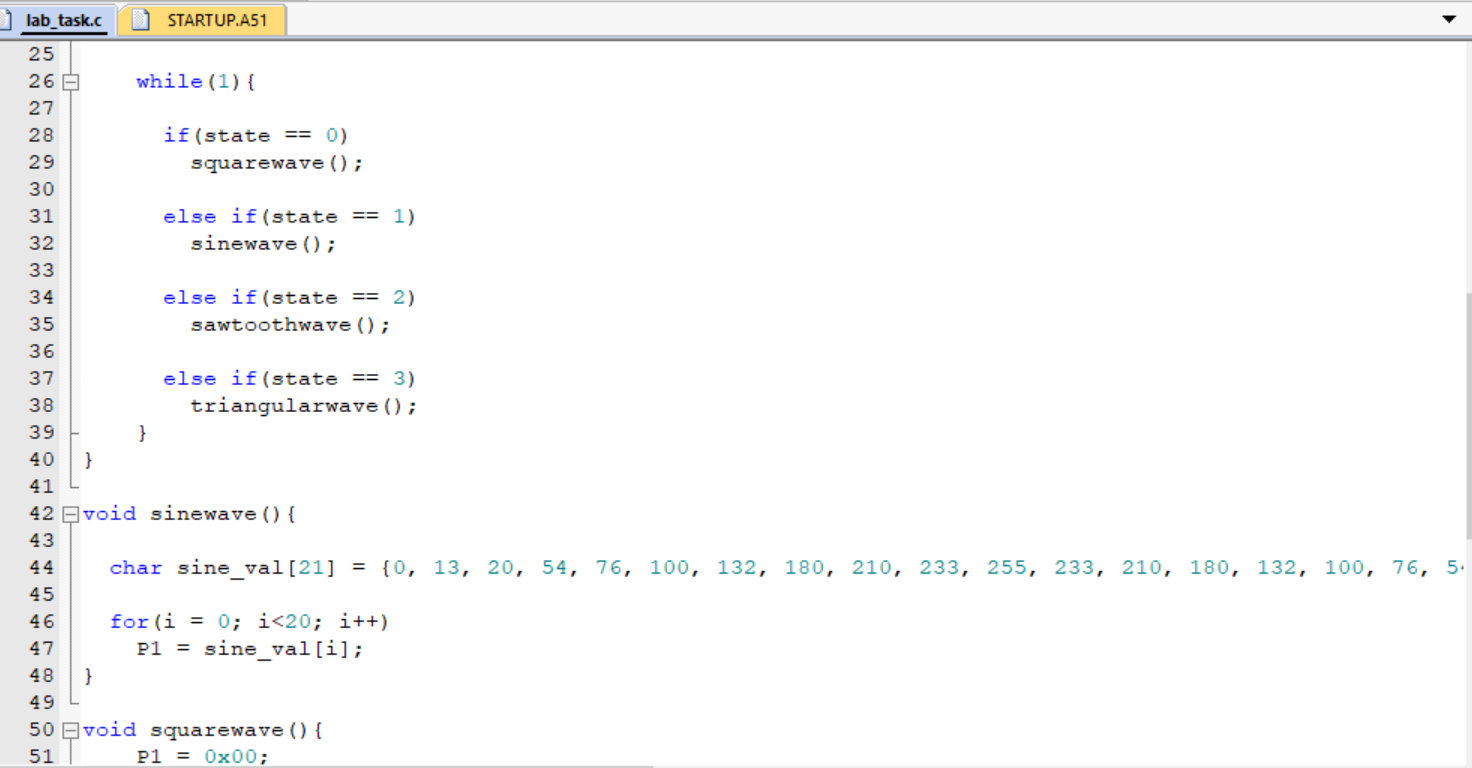 lab_task.c STARTUP.A51
25
26 while(1){
27
28 if(state == 0)
29 squarewave();
30
31 else if(state == 1)
32 sinewave();
33
34 else if(state == 2)
35 sawtoothwave();
36
37 else if(state == 3)
38 triangularwave();
39 }
40 }
41
42 void sinewave(){
43
44 char sine_val[21] = {0, 13, 20, 54, 76, 100, 132, 180, 210, 233, 255, 233, 210, 180, 132, 100, 76,
45
46 for(i = 0; i<20; i++)
47 P1 = sine_val[i];
48 }
49
50 void squarewave(){
51 P1 = 0x00;